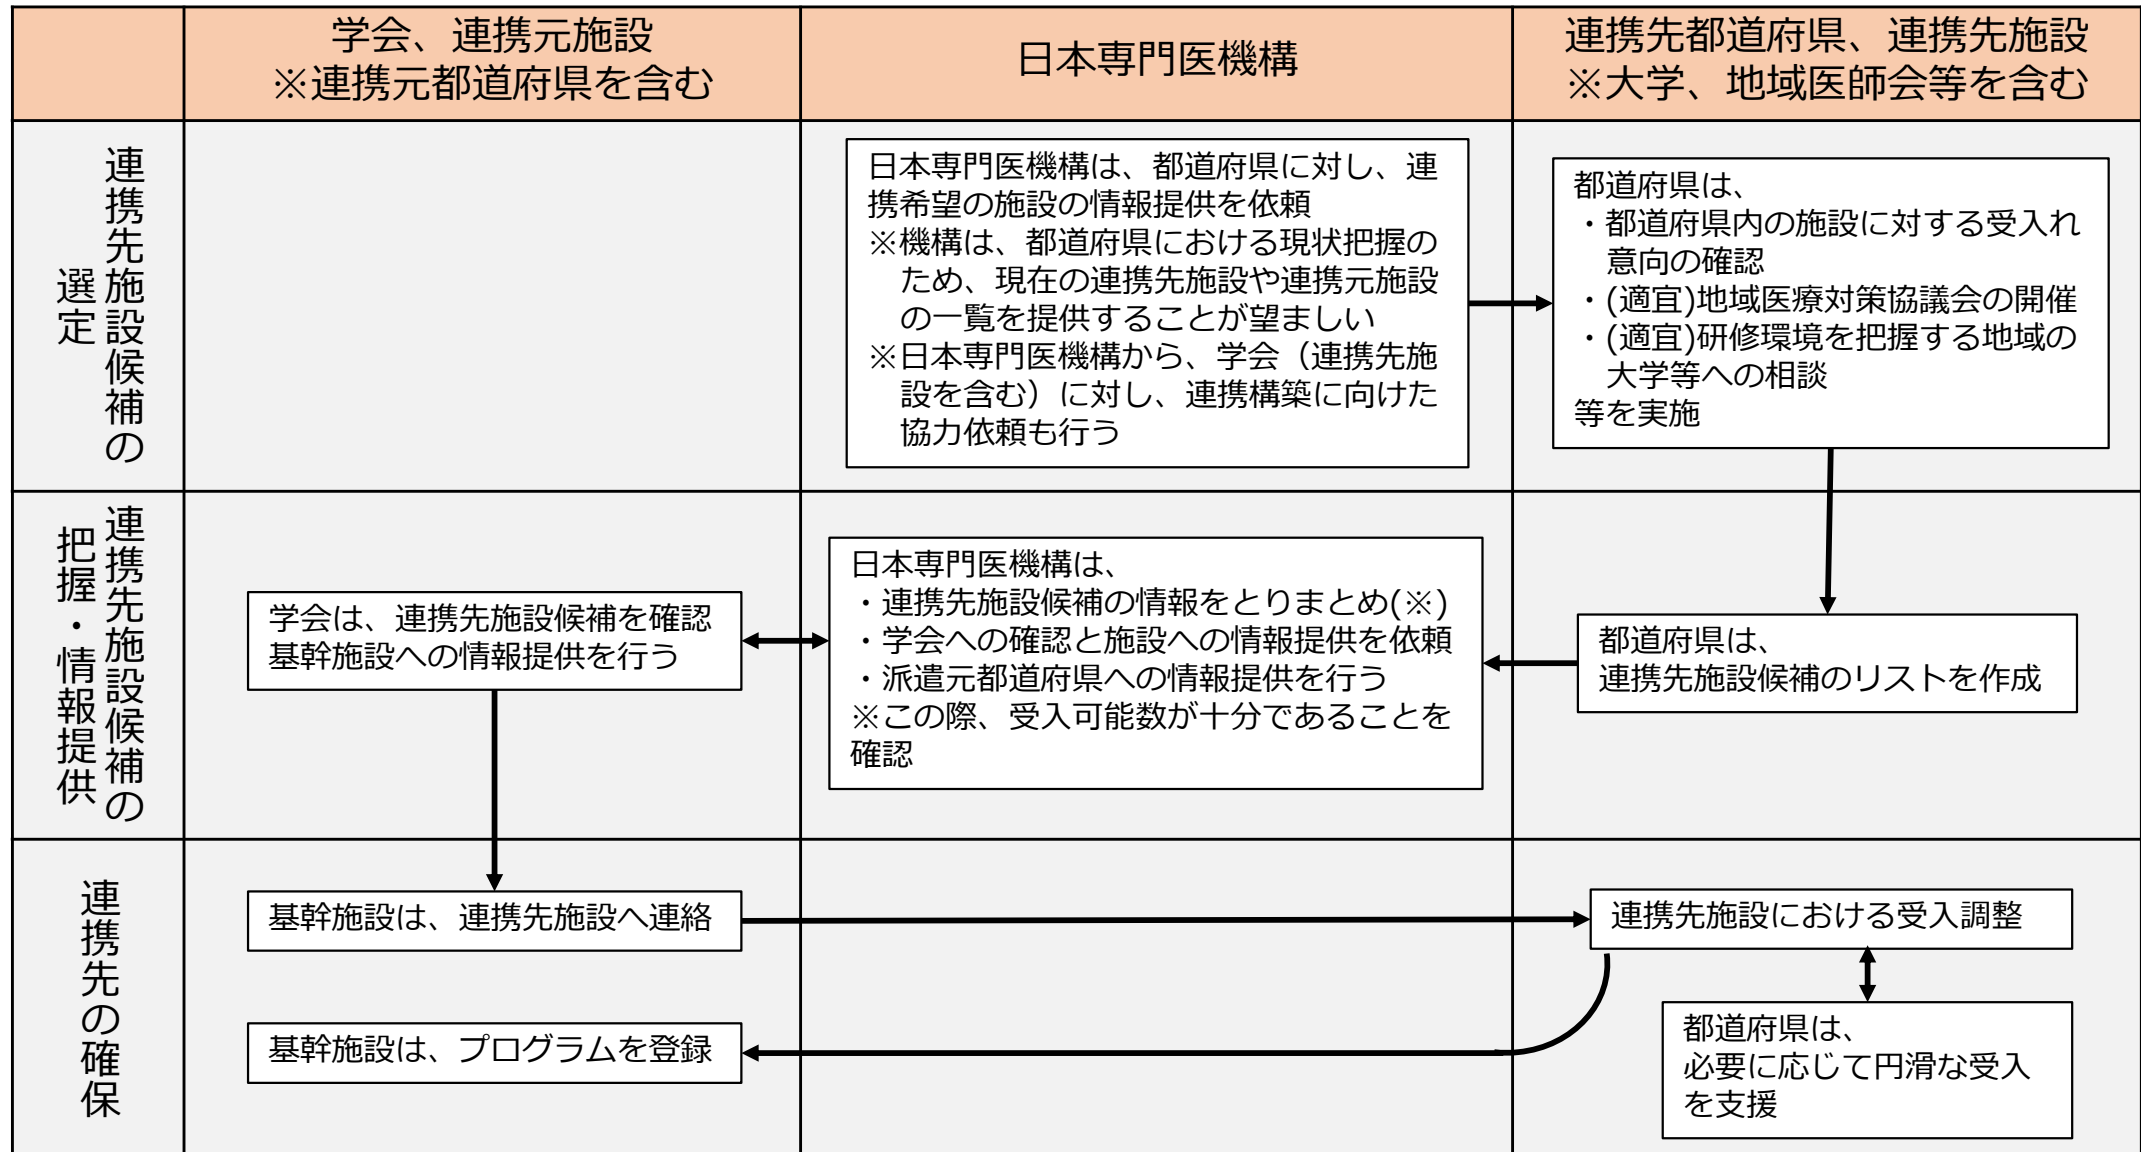 学会、連携元施設
※連携元都道府県を含む
日本専門医機構
連携先都道府県、連携先施設
※大学、地域医師会等を含む
連携先施設候補の
選定
日本専門医機構は、都道府県に対し、連
携希望の施設の情報提供を依頼
※機構は、都道府県における現状把握の
ため、現在の連携先施設や連携元施設
の一覧を提供することが望ましい
※日本専門医機構から、学会（連携先施
設を含む）に対し、連携構築に向けた
協力依頼も行う
都道府県は、
・都道府県内の施設に対する受入れ
意向の確認
・(適宜)地域医療対策協議会の開催
・(適宜)研修環境を把握する地域の
大学等への相談
等を実施
連携先施設候補の
把握・情報提供
学会は、連携先施設候補を確認
基幹施設への情報提供を行う
日本専門医機構は、
・連携先施設候補の情報をとりまとめ(※)
・学会への確認と施設への情報提供を依頼
・派遣元都道府県への情報提供を行う
※この際、受入可能数が十分であることを
確認
都道府県は、
連携先施設候補のリストを作成
連携先の確保
基幹施設は、連携先施設へ連絡
連携先施設における受入調整
基幹施設は、プログラムを登録
都道府県は、
必要に応じて円滑な受入
を支援